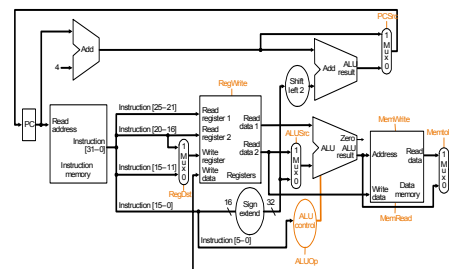 PCSrc
1
M
u
x
0
Add
4
Add
ALU
result
Shift
left 2
RegWrite
PC
Read
address
Instruction
[31–0]
Instruction
memory
Instruction [25–21]
Instruction [20–16]
Instruction [15–11]
Instruction [15–0]
1
M
u
x
0
RegDst
Read
register 1
Read
register 2
Write
register
Write
data
Read
data 1
Read
data 2
Registers
ALUSrc
1
M
u
x
0
Zero
ALU
ALU
result
MemWrite
Address
Read
data
Write
data
Data
memory
MemRead
Memto
1
M
u
x
0
16
Sign
extend
32
ALU
control
Instruction [5–0]
ALUOp